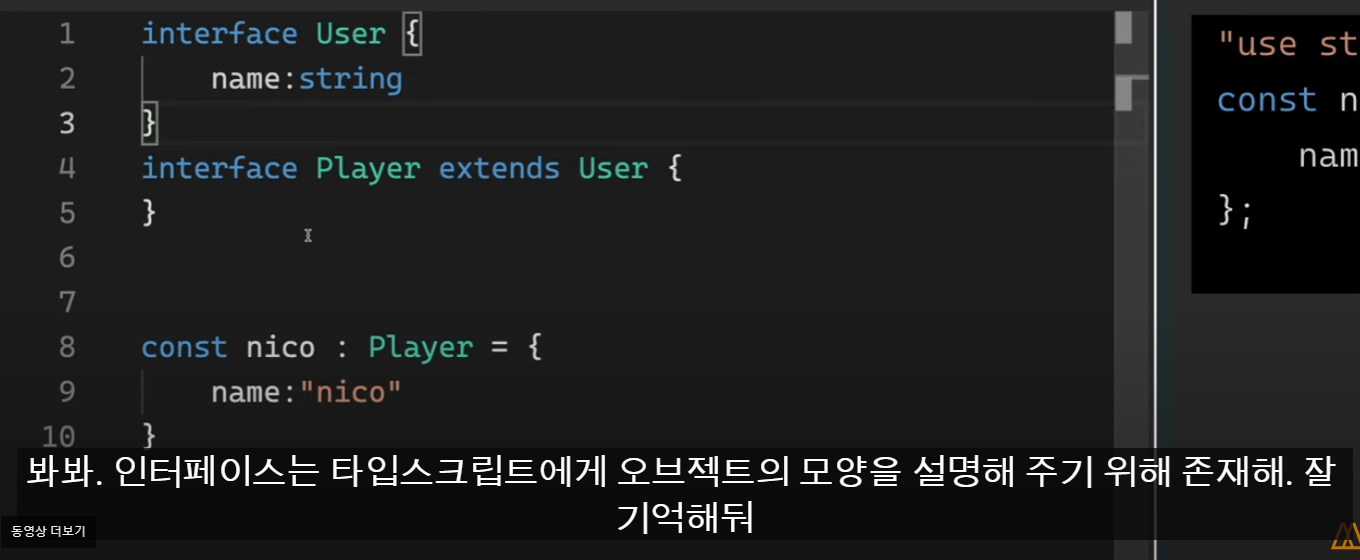 1 interface User {
2 name:string
3 }
4 interface Player extends User {
5 }
6
7
8 const nico : Player = {
9 name:"nico"
10 }
"use st
const n
nam
};
봐봐. 인터페이스는 타입스크립트에게 오브젝트의 모양을 설명해 주기 위해 존재해. 잘
기억해둬
동영상 더보기